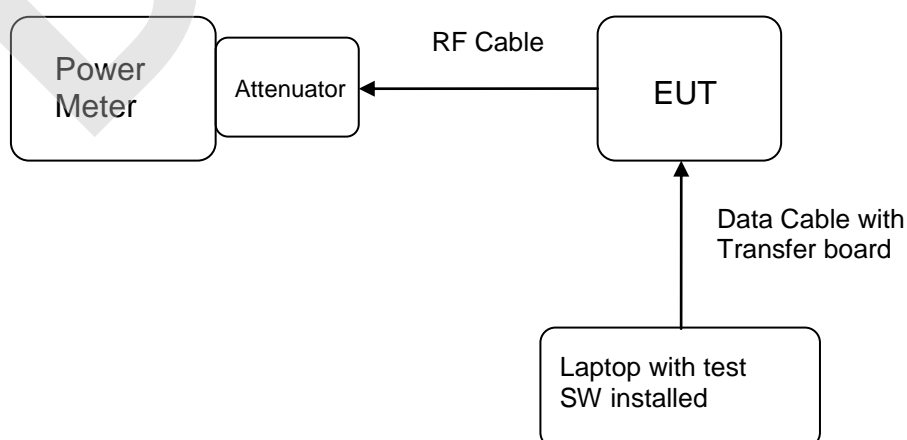 RF Cable
Power
Meter
Attenuator
EUT
Data Cable with
Transfer board
Laptop with test
SW installed